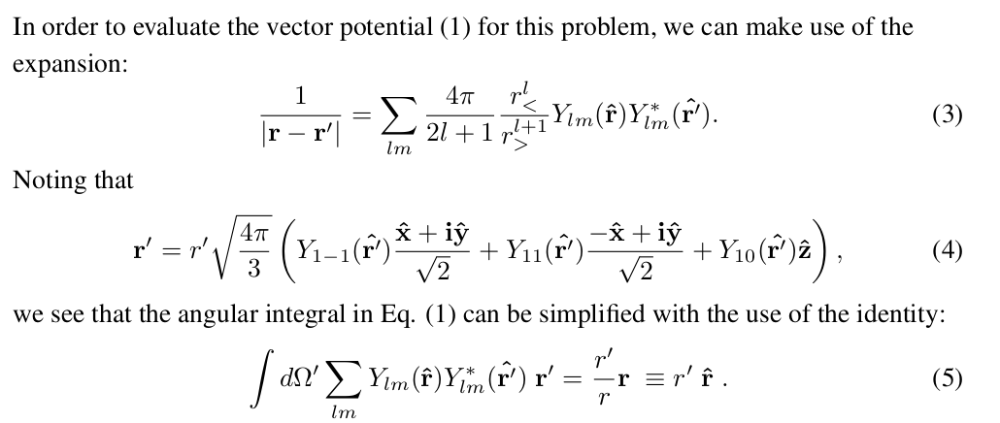 In order to evaluate the vector potential (1) for this problem, we can make use of the
expansion:
$$\frac{1}{|\mathbf{r} - \mathbf{r}'|} = \sum_{lm} \frac{4\pi}{2l+1} \frac{r_<^l}{r_>^{l+1}} Y_{lm}(\hat{\mathbf{r}}) Y_{lm}^*(\hat{\mathbf{r}'}). \quad (3)$$
Noting that
$$\mathbf{r}' = r' \sqrt{\frac{4\pi}{3}} \left( Y_{1-1}(\hat{\mathbf{r}'}) \frac{\hat{\mathbf{x}} + \mathbf{i}\hat{\mathbf{y}}}{\sqrt{2}} + Y_{11}(\hat{\mathbf{r}'}) \frac{-\hat{\mathbf{x}} + \mathbf{i}\hat{\mathbf{y}}}{\sqrt{2}} + Y_{10}(\hat{\mathbf{r}'}) \hat{\mathbf{z}} \right), \quad (4)$$
we see that the angular integral in Eq. (1) can be simplified with the use of the identity:
$$\int d\Omega' \sum_{lm} Y_{lm}(\hat{\mathbf{r}}) Y_{lm}^*(\hat{\mathbf{r}'}) \, \mathbf{r}' = \frac{r'}{r} \mathbf{r} \equiv r' \, \hat{\mathbf{r}} \,. \quad (5)$$